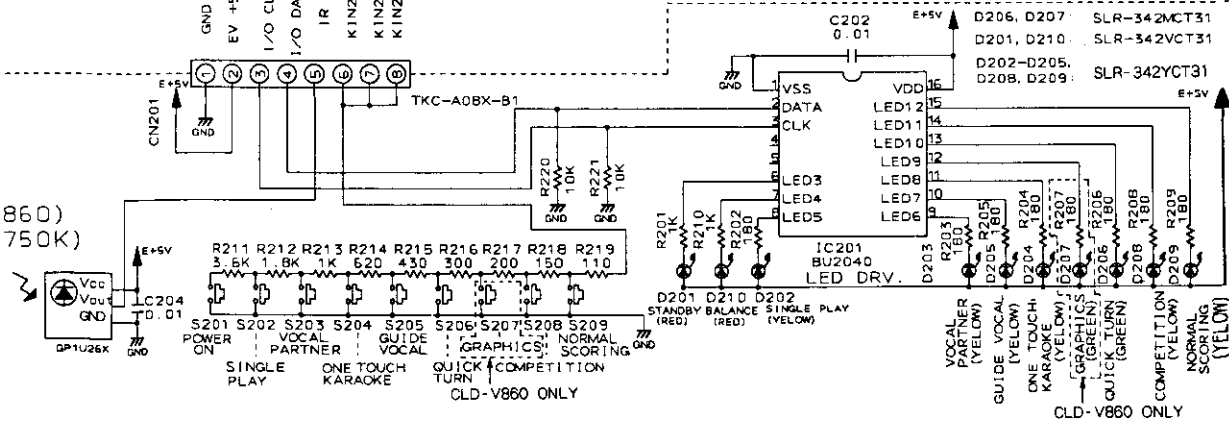 GND
EV +5
I/O CL
I/O DA
IR
KIN2
KIN2
KIN2
1 2 3 4 5 6 7 8
E+5V
CN201
GND
TKC-A08X-B1
R220
10K
R221
10K
GND
GND
C202
0.01
E+5V
GND
D206, D207: SLR-342MCT31
D201, D210: SLR-342VCT31
D202-D205,
D208, D209: SLR-342YCT31
E+5V
1 VSS
2 DATA
3 CLK
4
5
6 LED3
7 LED4
8 LED5
VDD 16
LED12 15
LED11 14
LED10 13
LED9 12
LED8 11
LED7 10
LED6 9
IC201
BU2040
LED DRV.
R201
1K
R210
1K
R202
180
D201
STANDBY
(RED)
D210
BALANCE
(RED)
D202
SINGLE PLAY
(YELOW)
D203
R203
180
D205
R205
180
D204
R204
180
D207
R207
180
D206
R206
180
D208
R208
180
D209
R209
180
VOCAL
PARTNER
(YELLOW)
GUIDE VOCAL
(YELLOW)
ONE TOUCH
KARAOKE
(YELLOW)
GRAPHICS
(GREEN)
QUICK TURN
(GREEN)
COMPETITION
(YELLOW)
NORMAL
SCORING
(YELLOW)
CLD-V860 ONLY
860)
750K)
E+5V
Vcc
Vout
GND
C204
0.01
GND
GP1U26X
R211 R212 R213 R214 R215 R216 R217 R218 R219
3.6K 1.8K 1K 620 430 300 200 150 110
S201 S202 S203 S204 S205 S206 S207 S208 S209
GND
POWER
ON
SINGLE
PLAY
VOCAL
PARTNER
ONE TOUCH
KARAOKE
GUIDE
VOCAL
QUICK
TURN
GRAPHICS
COMPETITION
NORMAL
SCORING
CLD-V860 ONLY